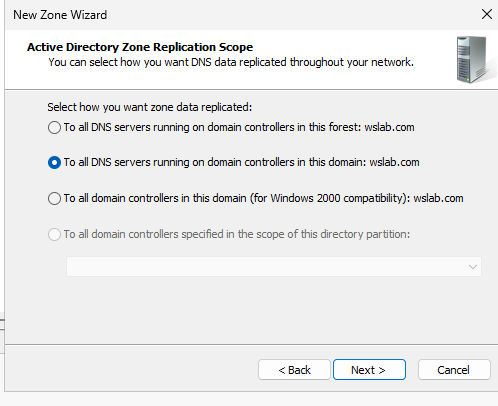 New Zone Wizard
Active Directory Zone Replication Scope
You can select how you want DNS data replicated throughout your network.
Select how you want zone data replicated:
To all DNS servers running on domain controllers in this forest: wslab.com
To all DNS servers running on domain controllers in this domain: wslab.com
To all domain controllers in this domain (for Windows 2000 compatibility): wslab.com
To all domain controllers specified in the scope of this directory partition:
< Back Next > Cancel